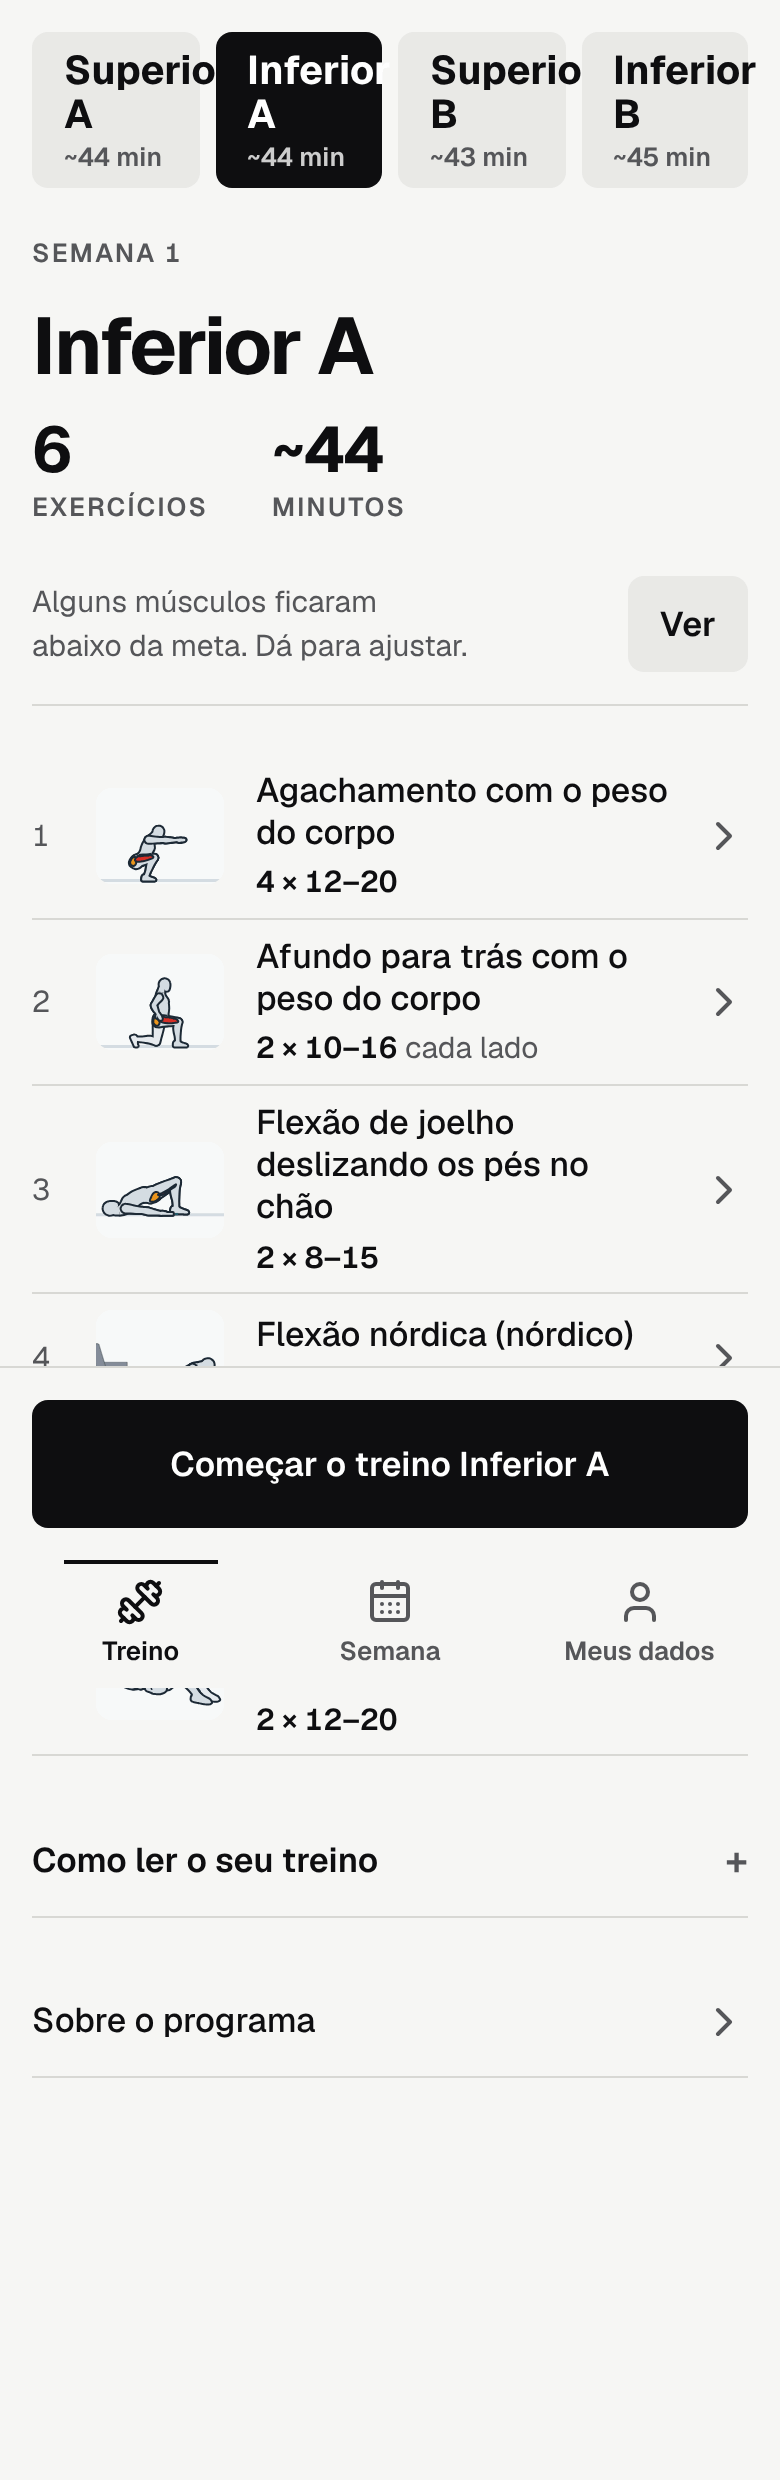 Superio
A
~44 min
Inferior
A
~44 min
Superio
B
~43 min
Inferior
B
~45 min
SEMANA 1
Inferior A
6
EXERCÍCIOS
~44
MINUTOS
Alguns músculos ficaram
abaixo da meta. Dá para ajustar.
Ver
1
Agachamento com o peso
do corpo
4 × 12–20
2
Afundo para trás com o
peso do corpo
2 × 10–16 cada lado
3
Flexão de joelho
deslizando os pés no
chão
2 × 8–15
4
Flexão nórdica (nórdico)
Começar o treino Inferior A
Treino
Semana
Meus dados
2 × 12–20
Como ler o seu treino
+
Sobre o programa